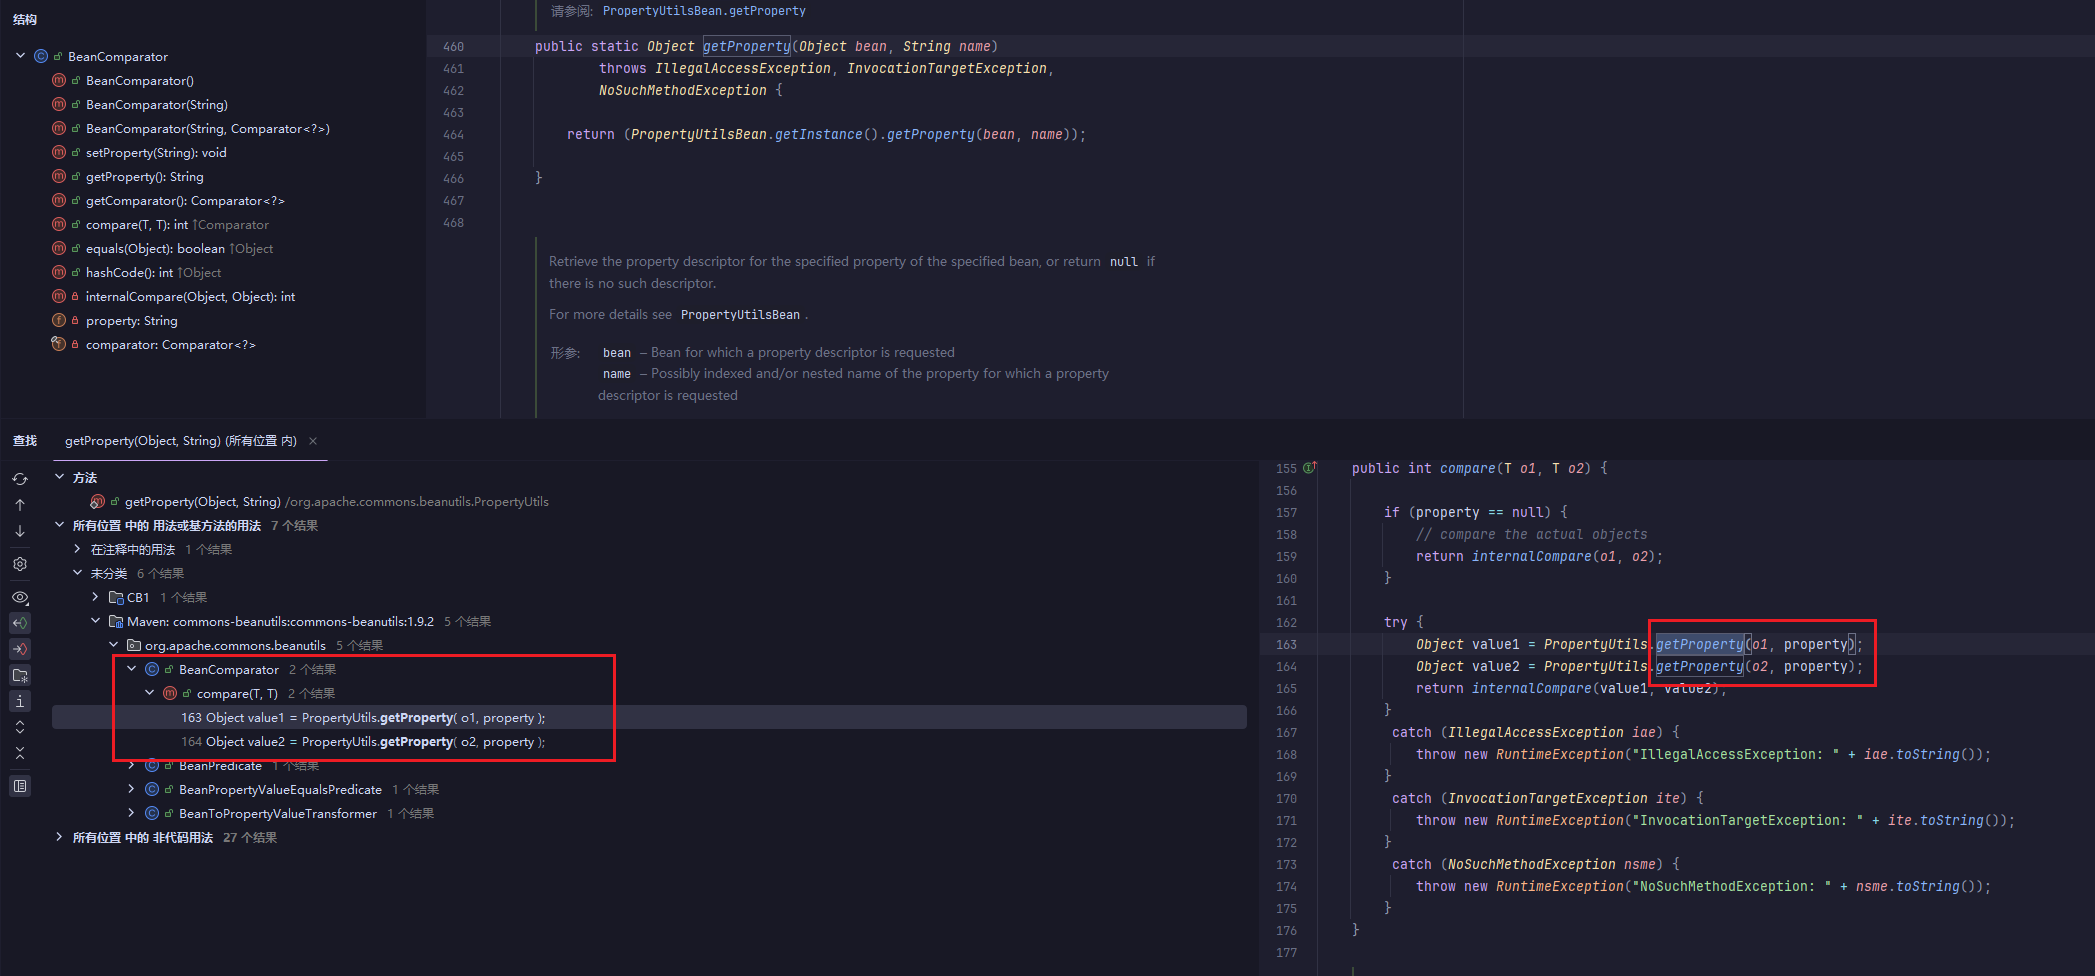 结构
BeanComparator
BeanComparator()
BeanComparator(String)
BeanComparator(String, Comparator<?>)
setProperty(String): void
getProperty(): String
getComparator(): Comparator<?>
compare(T, T): int ↑Comparator
equals(Object): boolean ↑Object
hashCode(): int ↑Object
internalCompare(Object, Object): int
property: String
comparator: Comparator<?>
请参阅: PropertyUtilsBean.getProperty
460 public static Object getProperty(Object bean, String name)
461 throws IllegalAccessException, InvocationTargetException,
462 NoSuchMethodException {
463
464 return (PropertyUtilsBean.getInstance().getProperty(bean, name));
465
466 }
467
468
Retrieve the property descriptor for the specified property of the specified bean, or return null if
there is no such descriptor.
For more details see PropertyUtilsBean .
形参: bean – Bean for which a property descriptor is requested
name – Possibly indexed and/or nested name of the property for which a property
descriptor is requested
查找 getProperty(Object, String) (所有位置 内) ×
方法
getProperty(Object, String) /org.apache.commons.beanutils.PropertyUtils
所有位置 中的 用法或基方法的用法 7 个结果
在注释中的用法 1 个结果
未分类 6 个结果
CB1 1 个结果
Maven: commons-beanutils:commons-beanutils:1.9.2 5 个结果
org.apache.commons.beanutils 5 个结果
BeanComparator 2 个结果
compare(T, T) 2 个结果
163 Object value1 = PropertyUtils.getProperty( o1, property );
164 Object value2 = PropertyUtils.getProperty( o2, property );
BeanPredicate 1 个结果
BeanPropertyValueEqualsPredicate 1 个结果
BeanToPropertyValueTransformer 1 个结果
所有位置 中的 非代码用法 27 个结果
155 public int compare(T o1, T o2) {
156
157 if (property == null) {
158 // compare the actual objects
159 return internalCompare(o1, o2);
160 }
161
162 try {
163 Object value1 = PropertyUtils.getProperty(o1, property);
164 Object value2 = PropertyUtils.getProperty(o2, property);
165 return internalCompare(value1, value2);
166 }
167 catch (IllegalAccessException iae) {
168 throw new RuntimeException("IllegalAccessException: " + iae.toString());
169 }
170 catch (InvocationTargetException ite) {
171 throw new RuntimeException("InvocationTargetException: " + ite.toString());
172 }
173 catch (NoSuchMethodException nsme) {
174 throw new RuntimeException("NoSuchMethodException: " + nsme.toString());
175 }
176 }
177